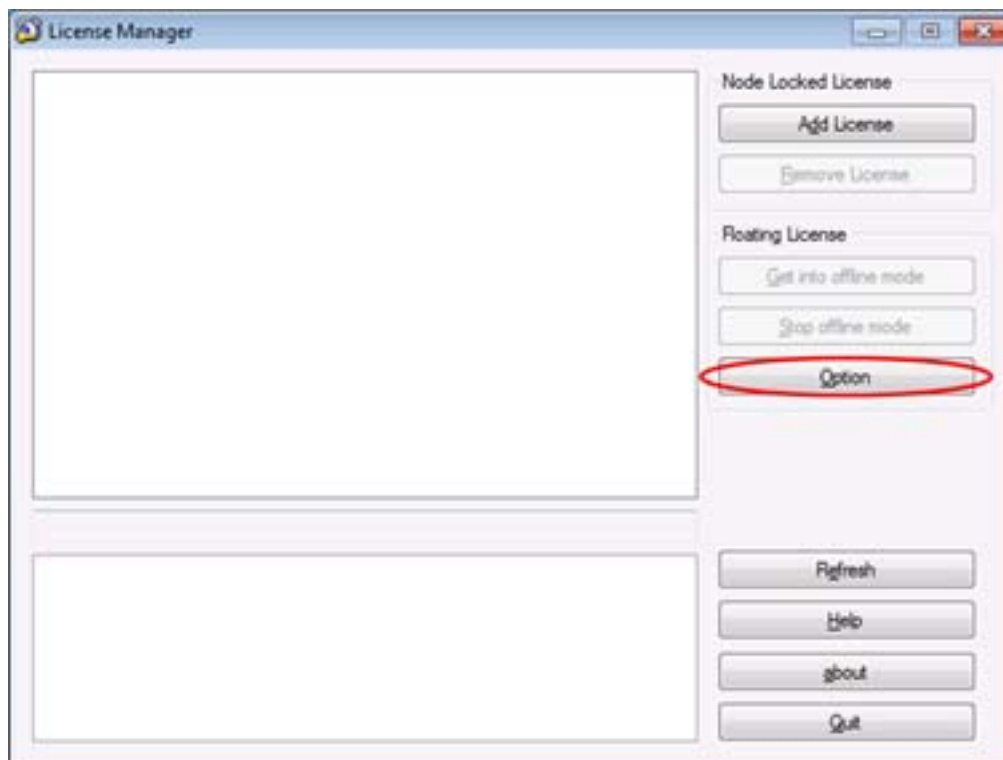 License Manager
Node Locked License
Add License
Remove License
Floating License
Get into offline mode
Stop offline mode
Option
Refresh
Help
about
Quit